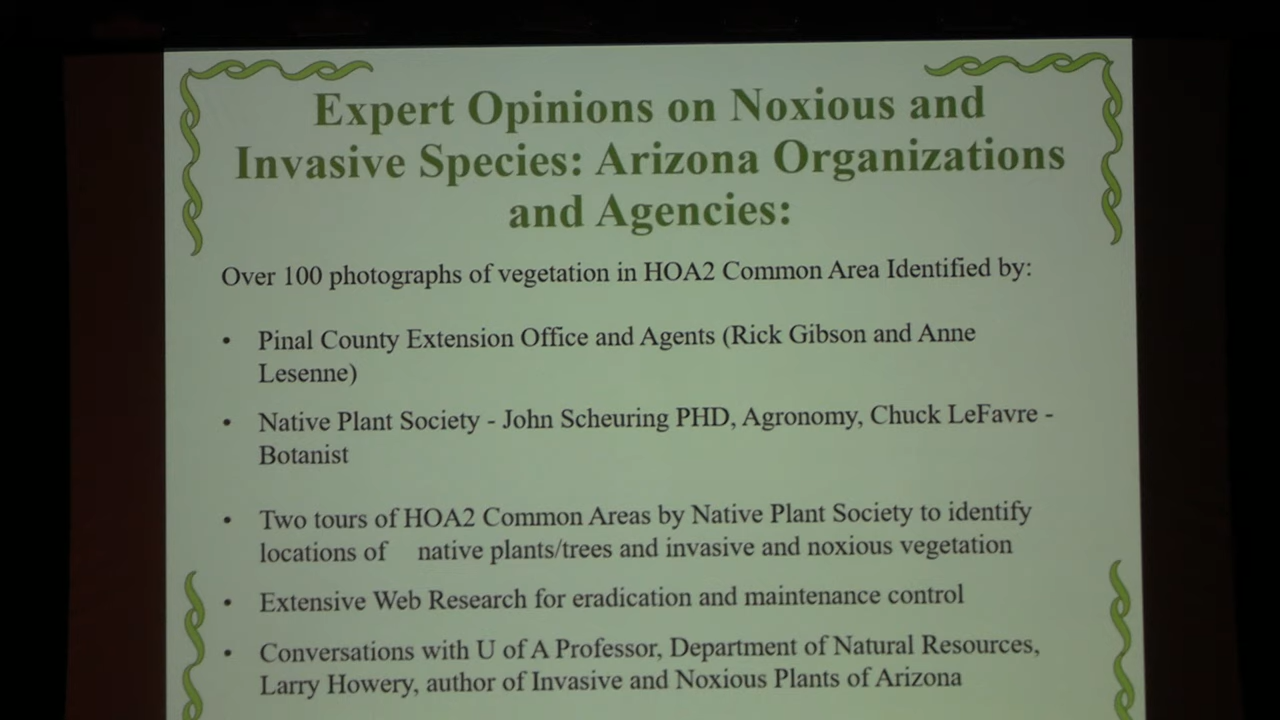 Expert Opinions on Noxious and
Invasive Species: Arizona Organizations
and Agencies:
Over 100 photographs of vegetation in HOA2 Common Area Identified by:
• Pinal County Extension Office and Agents (Rick Gibson and Anne
Lesenne)
• Native Plant Society - John Scheuring PHD, Agronomy, Chuck LeFavre -
Botanist
• Two tours of HOA2 Common Areas by Native Plant Society to identify
locations of native plants/trees and invasive and noxious vegetation
• Extensive Web Research for eradication and maintenance control
• Conversations with U of A Professor, Department of Natural Resources,
Larry Howery, author of Invasive and Noxious Plants of Arizona